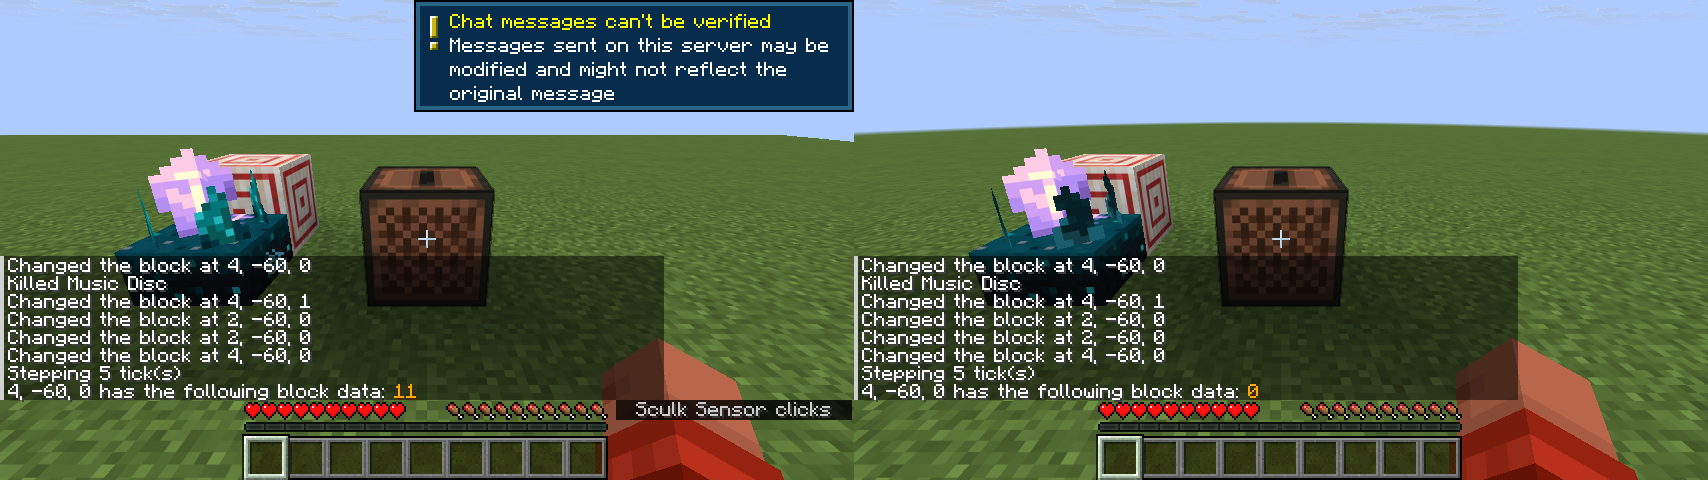 Chat messages can't be verified
Messages sent on this server may be
modified and might not reflect the
original message
Changed the block at 4, -60, 0
Killed Music Disc
Changed the block at 4, -60, 1
Changed the block at 2, -60, 0
Changed the block at 2, -60, 0
Changed the block at 4, -60, 0
Stepping 5 tick(s)
4, -60, 0 has the following block data: 11
Sculk Sensor clicks
Changed the block at 4, -60, 0
Killed Music Disc
Changed the block at 4, -60, 1
Changed the block at 2, -60, 0
Changed the block at 2, -60, 0
Changed the block at 4, -60, 0
Stepping 5 tick(s)
4, -60, 0 has the following block data: 0